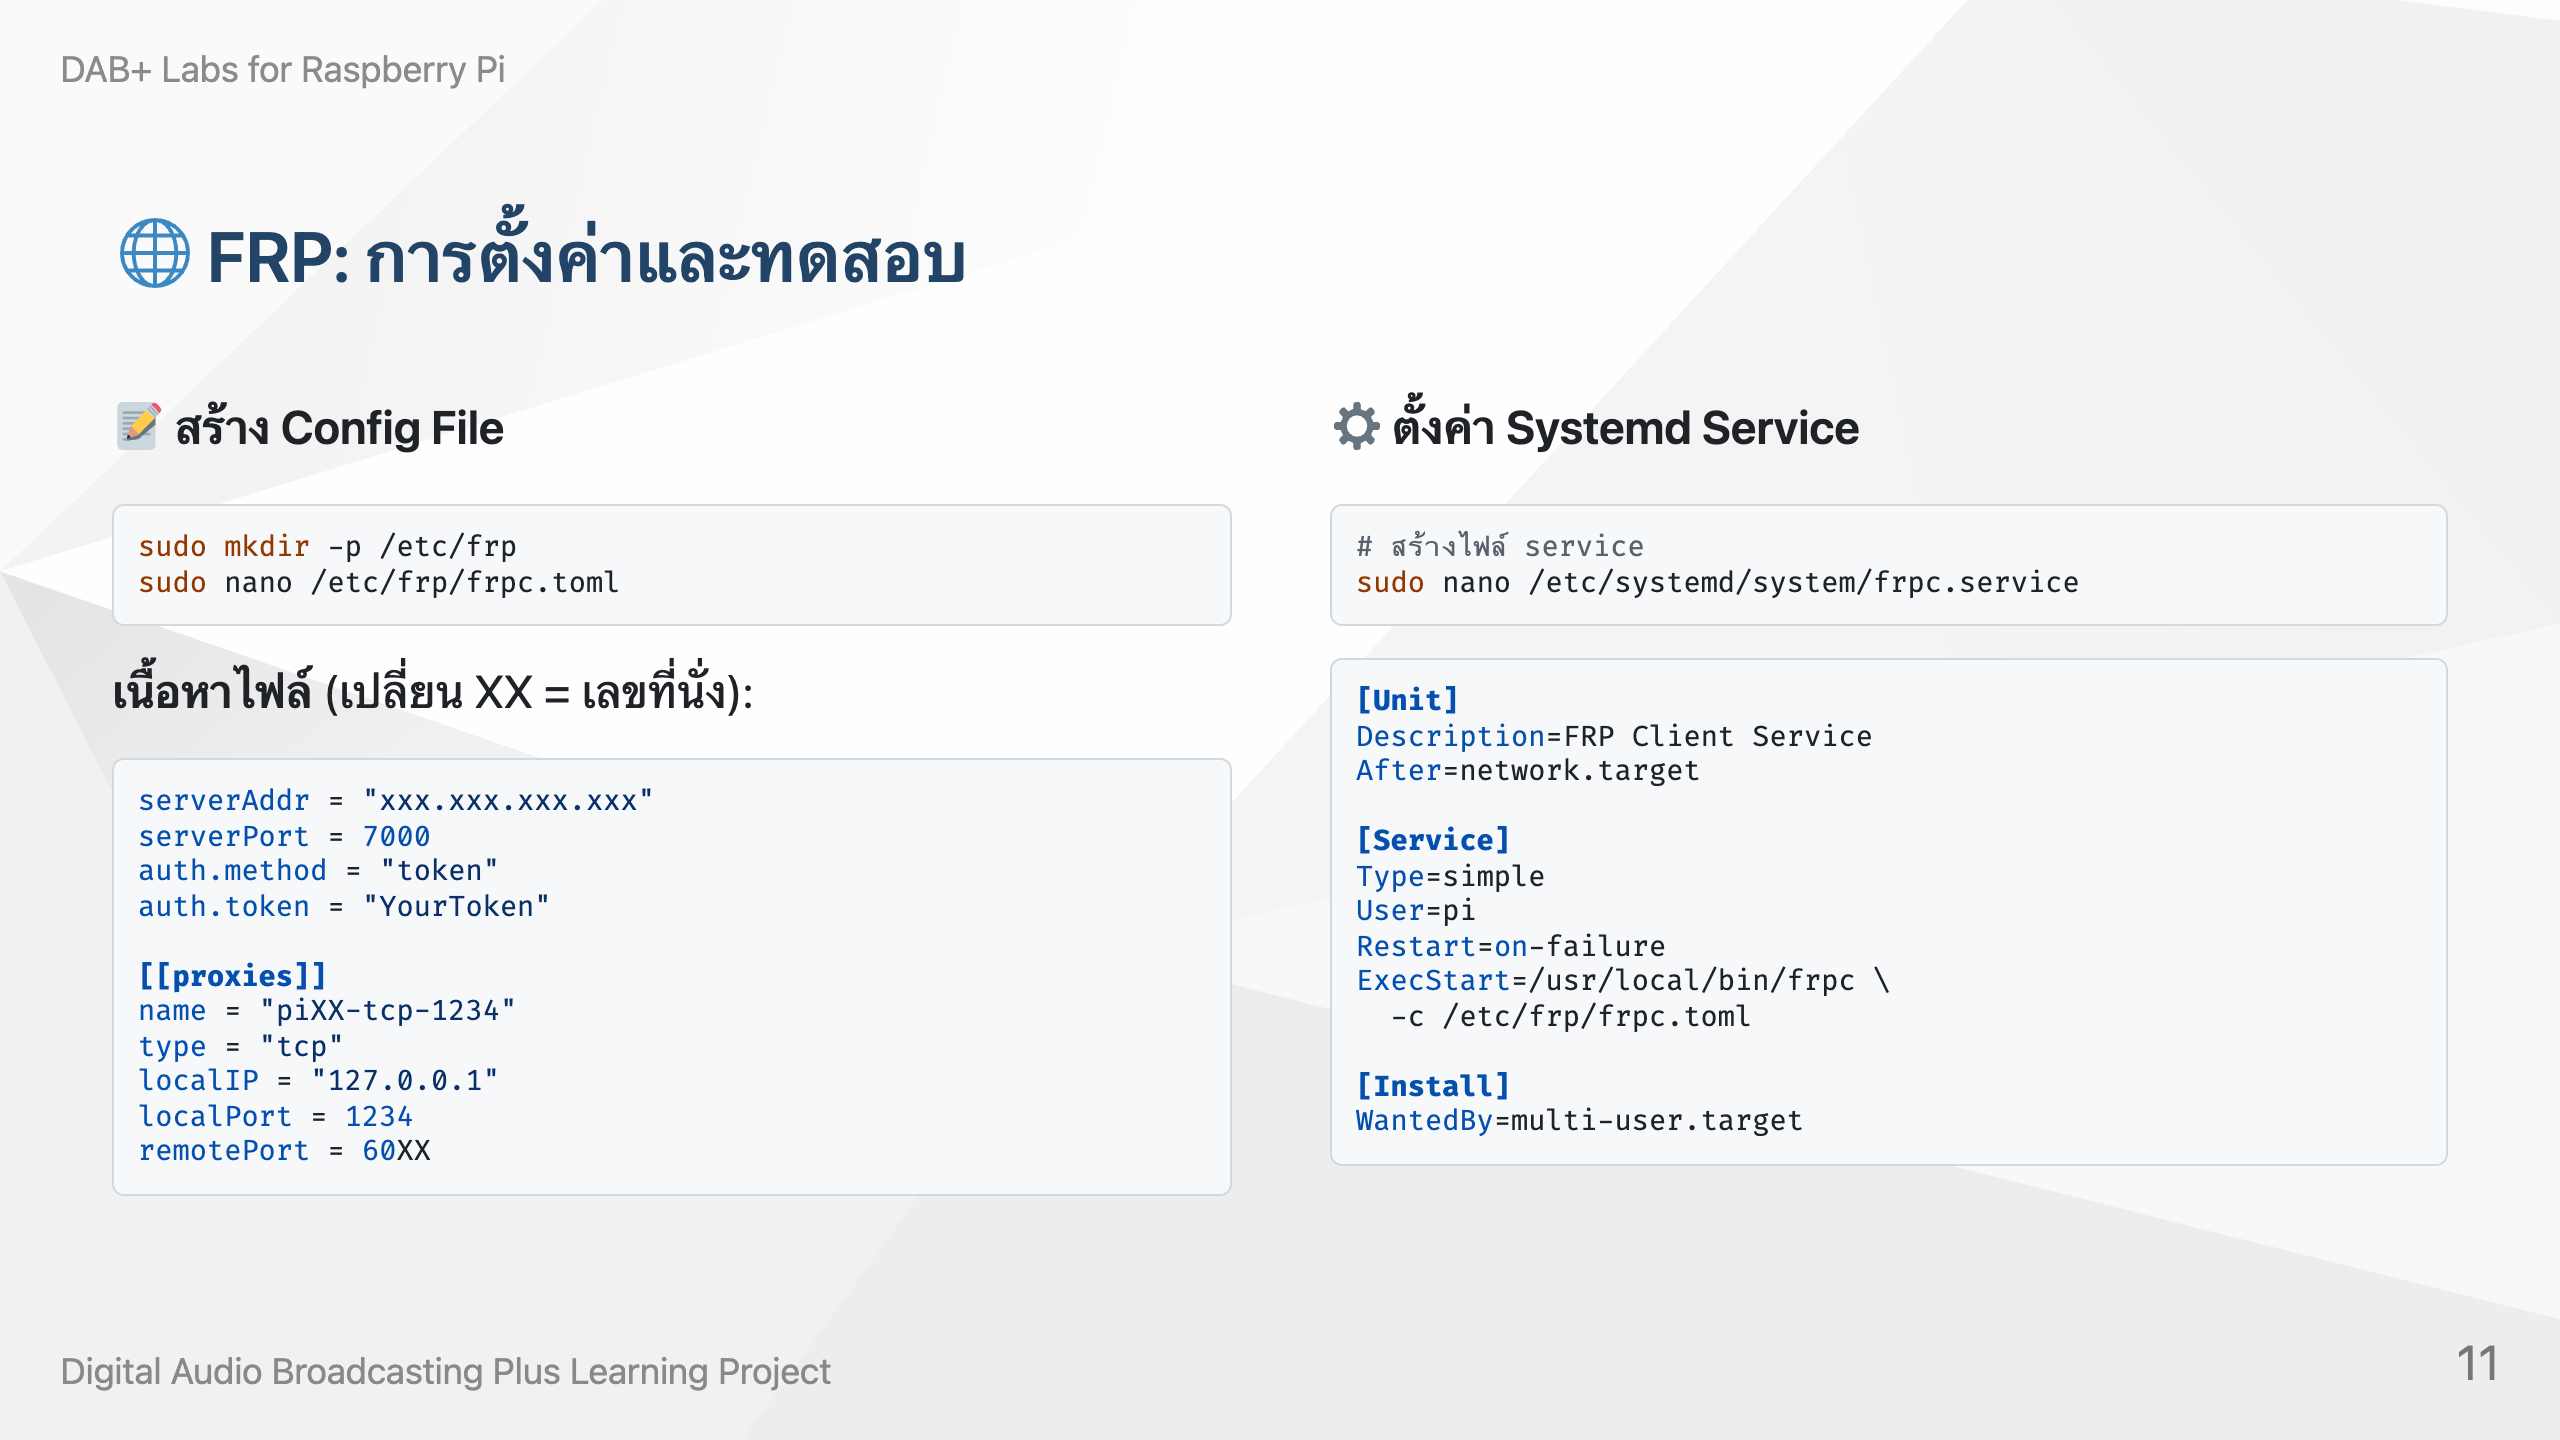 DAB+ Labs for Raspberry Pi
🌐 FRP: การตั้งค่าและทดสอบ
📝 สร้าง Config File
sudo mkdir -p /etc/frp
sudo nano /etc/frp/frpc.toml
เนื้อหาไฟล์ (เปลี่ยน XX = เลขที่นั่ง):
serverAddr = "xxx.xxx.xxx.xxx"
serverPort = 7000
auth.method = "token"
auth.token = "YourToken"
[[proxies]]
name = "piXX-tcp-1234"
type = "tcp"
localIP = "127.0.0.1"
localPort = 1234
remotePort = 60XX
⚙️ ตั้งค่า Systemd Service
# สร้างไฟล์ service
sudo nano /etc/systemd/system/frpc.service
[Unit]
Description=FRP Client Service
After=network.target
[Service]
Type=simple
User=pi
Restart=on-failure
ExecStart=/usr/local/bin/frpc \
  -c /etc/frp/frpc.toml
[Install]
WantedBy=multi-user.target
Digital Audio Broadcasting Plus Learning Project
11